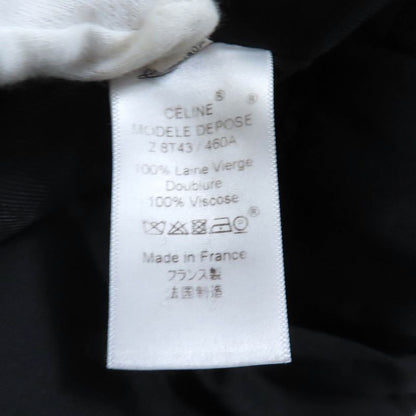 CÉLINE®
MODELE DEPOSE®
Z 8T43 / 460A
100% Laine Vierge
Doublure
100% Viscose
®
Made in France
フランス製
法国制造